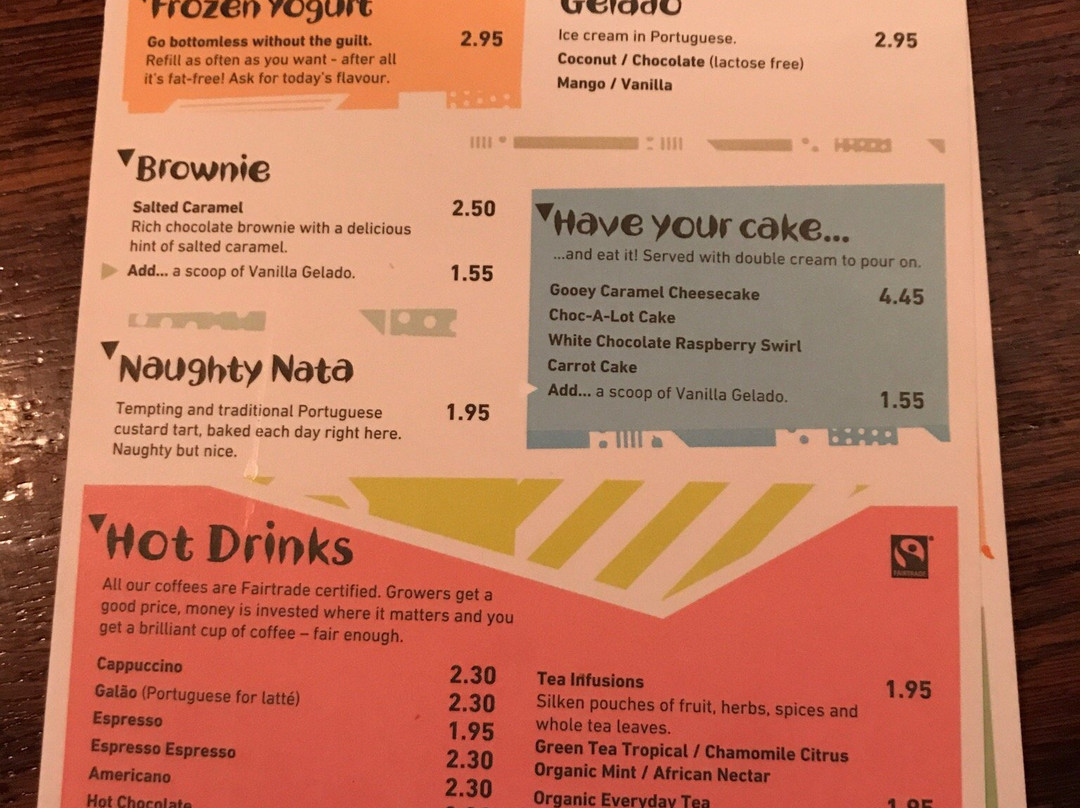 Frozen Yogurt
Go bottomless without the guilt. 2.95
Refill as often as you want - after all
it's fat-free! Ask for today's flavour.
Gelado
Ice cream in Portuguese. 2.95
Coconut / Chocolate (lactose free)
Mango / Vanilla
Brownie
Salted Caramel 2.50
Rich chocolate brownie with a delicious
hint of salted caramel.
Add... a scoop of Vanilla Gelado. 1.55
Have your cake...
...and eat it! Served with double cream to pour on.
Gooey Caramel Cheesecake 4.45
Choc-A-Lot Cake
White Chocolate Raspberry Swirl
Carrot Cake
Add... a scoop of Vanilla Gelado. 1.55
Naughty Nata
Tempting and traditional Portuguese 1.95
custard tart, baked each day right here.
Naughty but nice.
Hot Drinks
All our coffees are Fairtrade certified. Growers get a
good price, money is invested where it matters and you
get a brilliant cup of coffee – fair enough.
FAIRTRADE
Cappuccino 2.30
Galão (Portuguese for latté) 2.30
Espresso 1.95
Espresso Espresso 2.30
Americano 2.30
Hot Chocolate
Tea Infusions 1.95
Silken pouches of fruit, herbs, spices and
whole tea leaves.
Green Tea Tropical / Chamomile Citrus
Organic Mint / African Nectar
Organic Everyday Tea 1.95